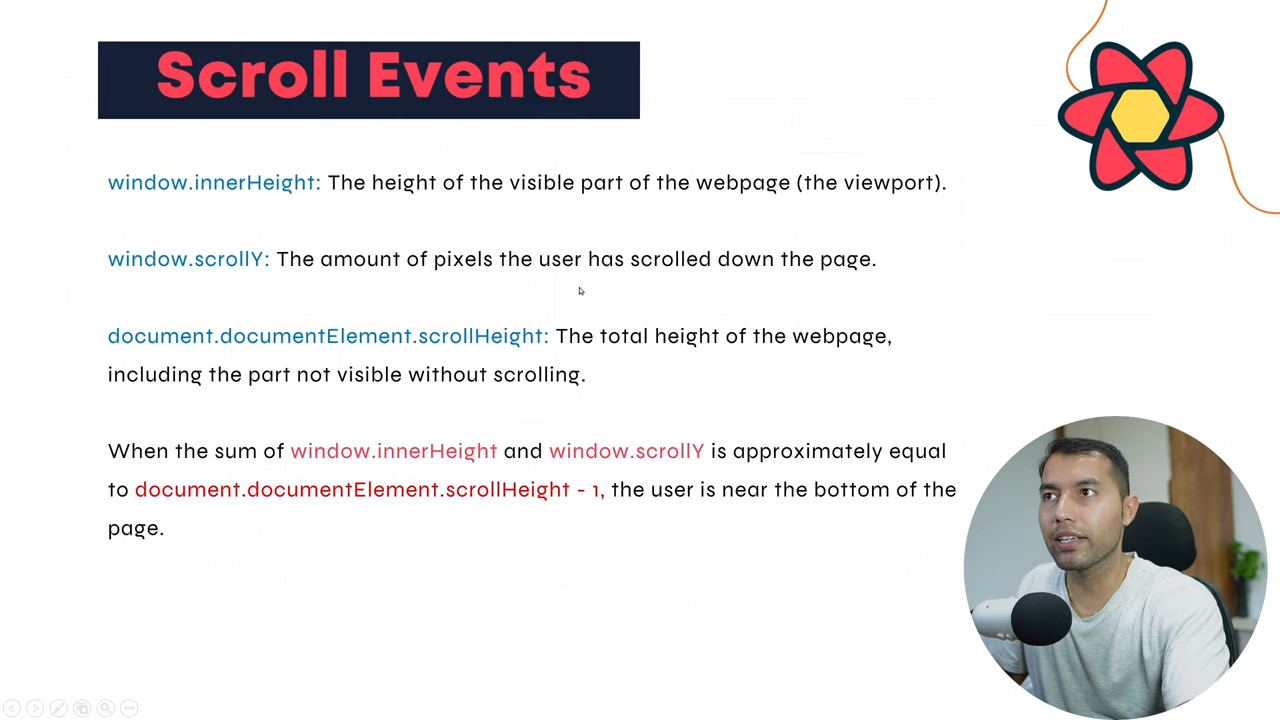 Scroll Events
window.innerHeight: The height of the visible part of the webpage (the viewport).
window.scrollY: The amount of pixels the user has scrolled down the page.
document.documentElement.scrollHeight: The total height of the webpage,
including the part not visible without scrolling.
When the sum of window.innerHeight and window.scrollY is approximately equal
to document.documentElement.scrollHeight - 1, the user is near the bottom of the
page.